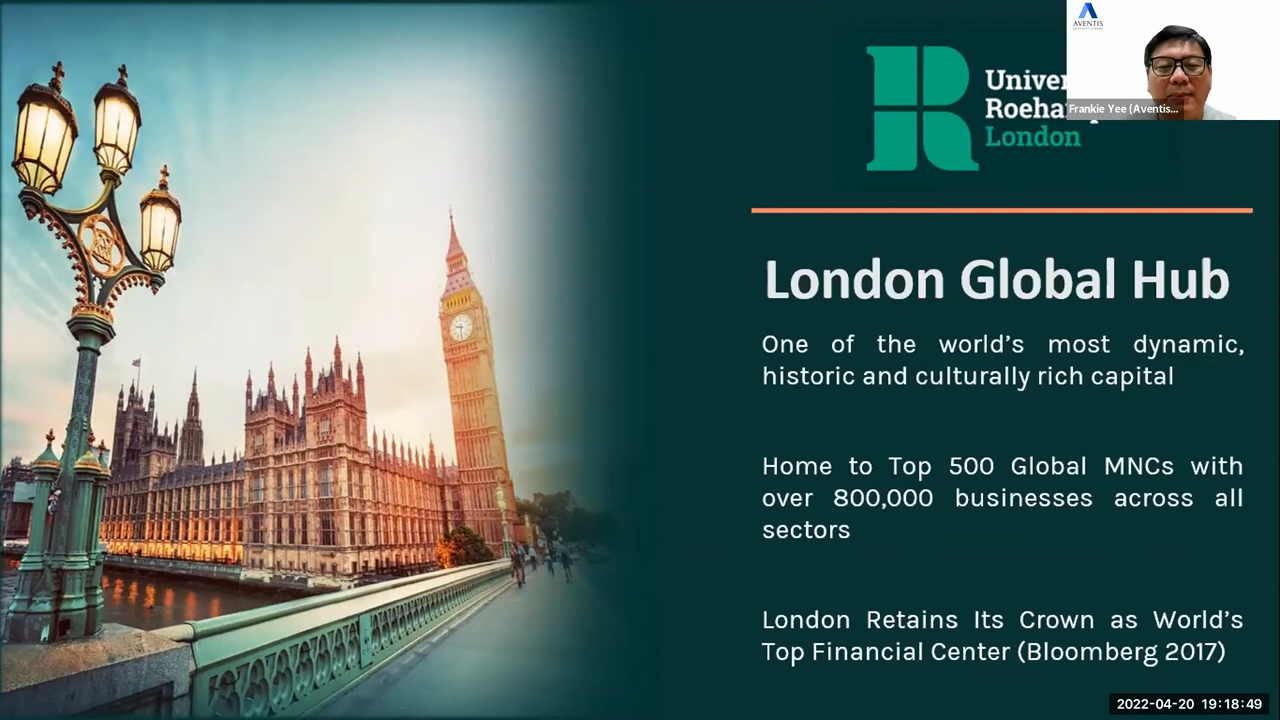 AVENTIS
Frankie Yee (Aventis...
London
London Global Hub
One of the world's most dynamic,
historic and culturally rich capital
Home to Top 500 Global MNCs with
over 800,000 businesses across all
sectors
London Retains Its Crown as World's
Top Financial Center (Bloomberg 2017)
2022-04-20 19:18:49